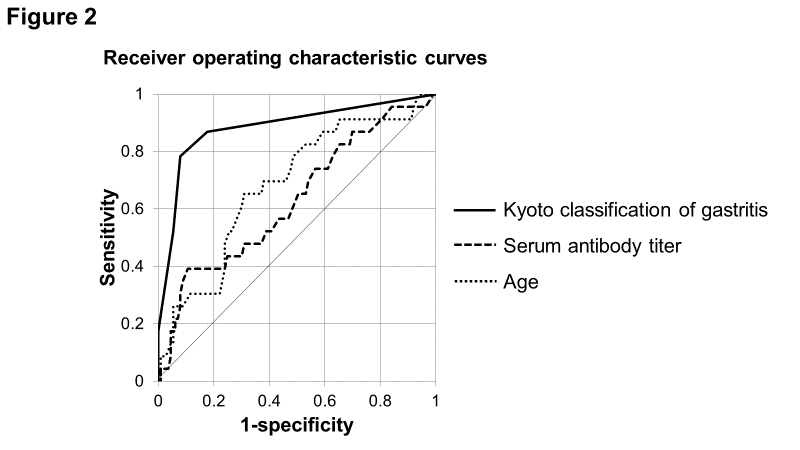 Figure 2
Receiver operating characteristic curves
1
0.8
0.6
0.4
0.2
0
Sensitivity
0 0.2 0.4 0.6 0.8 1
1-specificity
Kyoto classification of gastritis
Serum antibody titer
Age